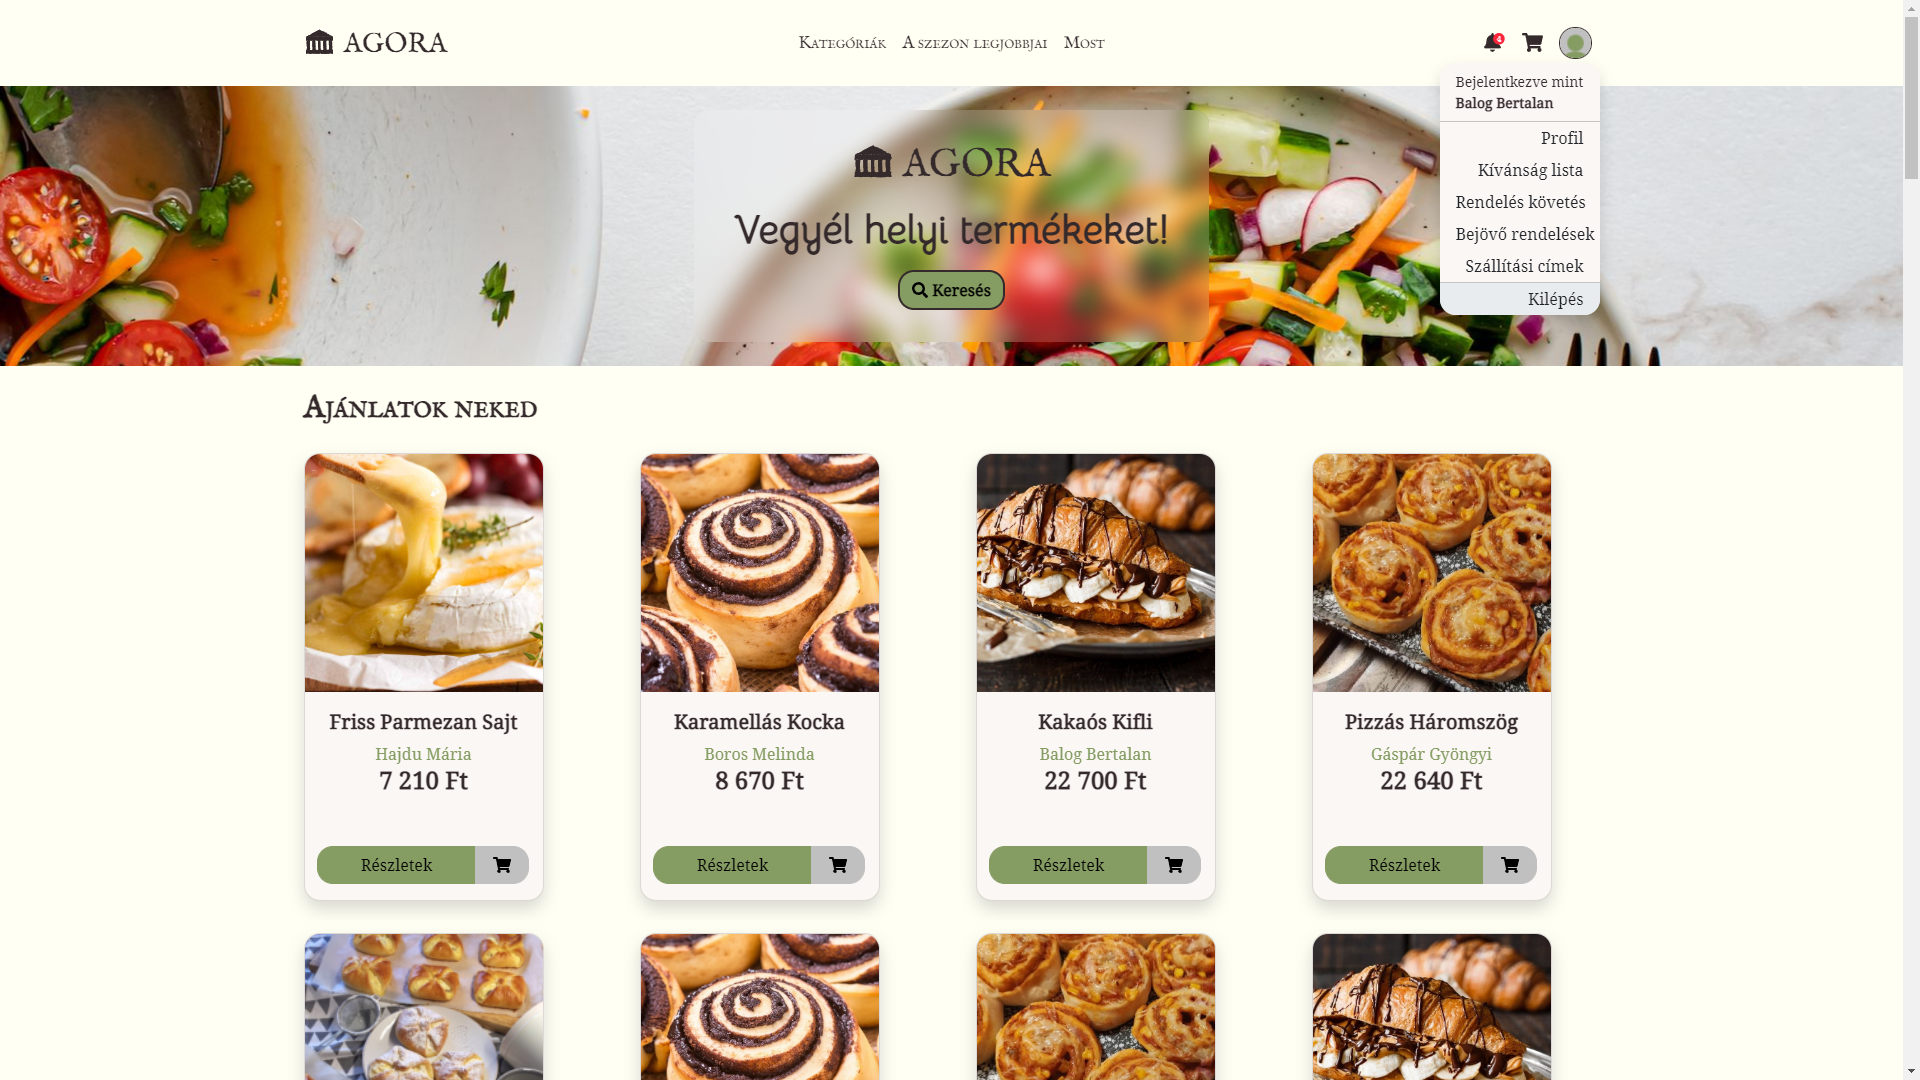 AGORA
Kategóriák A szezon legjobbjai Most
4
Bejelentkezve mint
Balog Bertalan
Profil
Kívánság lista
Rendelés követés
Bejövő rendelések
Szállítási címek
Kilépés
AGORA
Vegyél helyi termékeket!
Keresés
Ajánlatok neked
Friss Parmezan Sajt
Hajdu Mária
7 210 Ft
Részletek
Karamellás Kocka
Boros Melinda
8 670 Ft
Részletek
Kakaós Kifli
Balog Bertalan
22 700 Ft
Részletek
Pizzás Háromszög
Gáspár Gyöngyi
22 640 Ft
Részletek